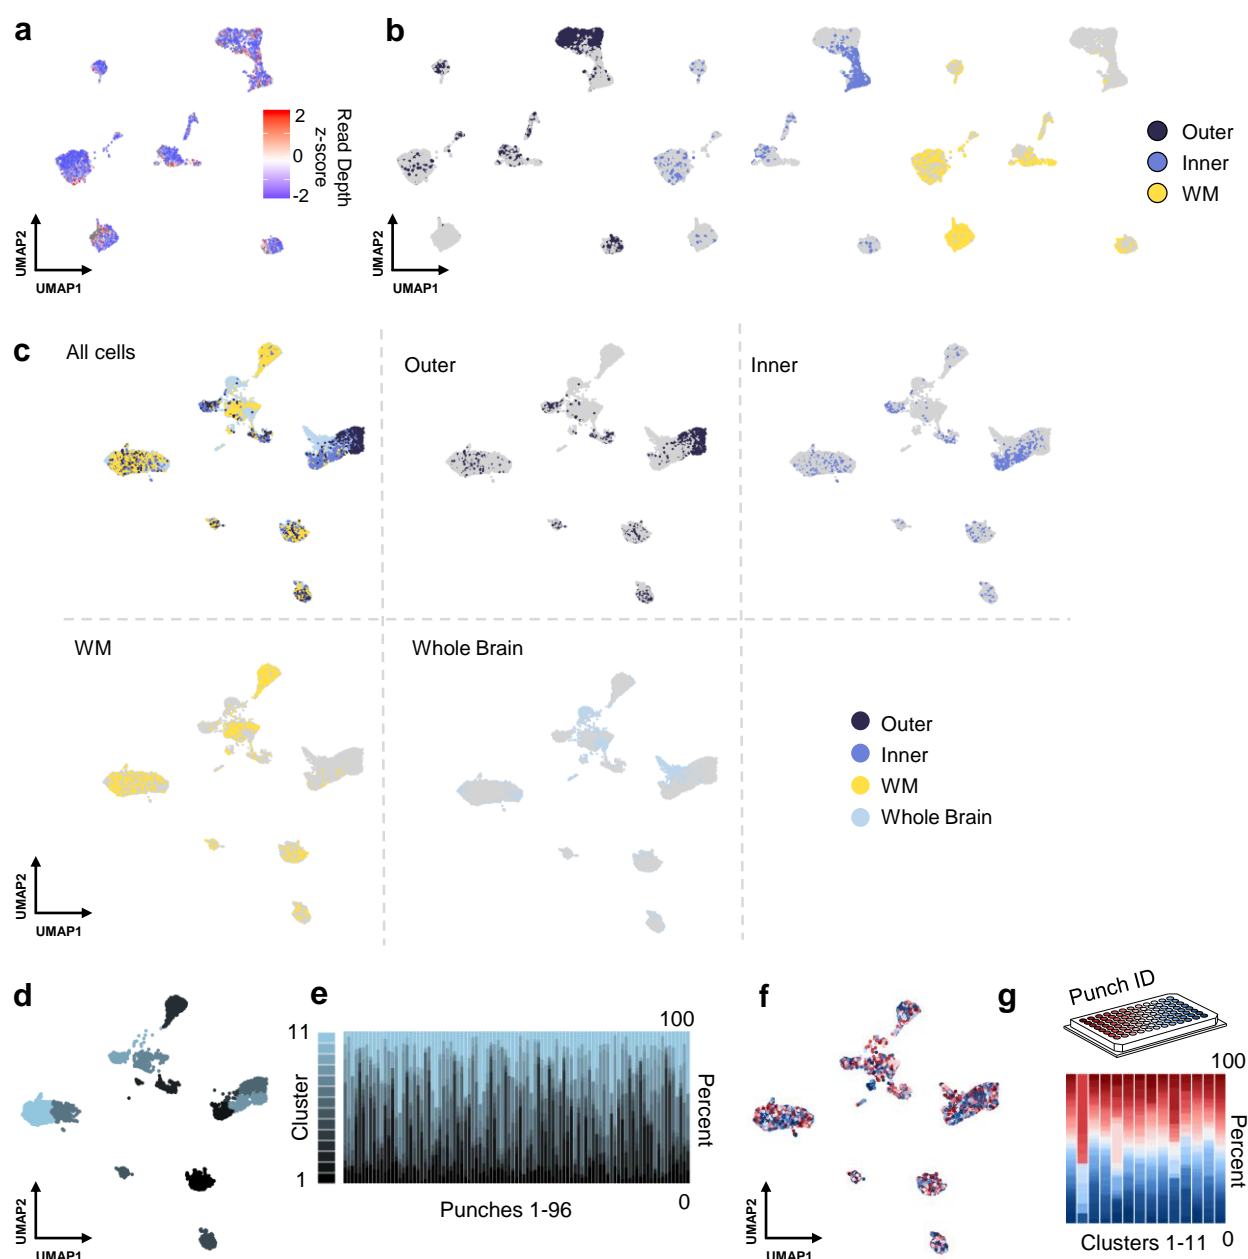 a
2
0
-2
Read Depth
z-score
UMAP2
UMAP1
b
Outer
Inner
WM
UMAP2
UMAP1
c
All cells
Outer
Inner
WM
Whole Brain
Outer
Inner
WM
Whole Brain
UMAP2
UMAP1
d
UMAP2
UMAP1
e
11
Cluster
1
100
Percent
0
Punches 1-96
f
UMAP2
UMAP1
g
Punch ID
100
Percent
0
Clusters 1-11